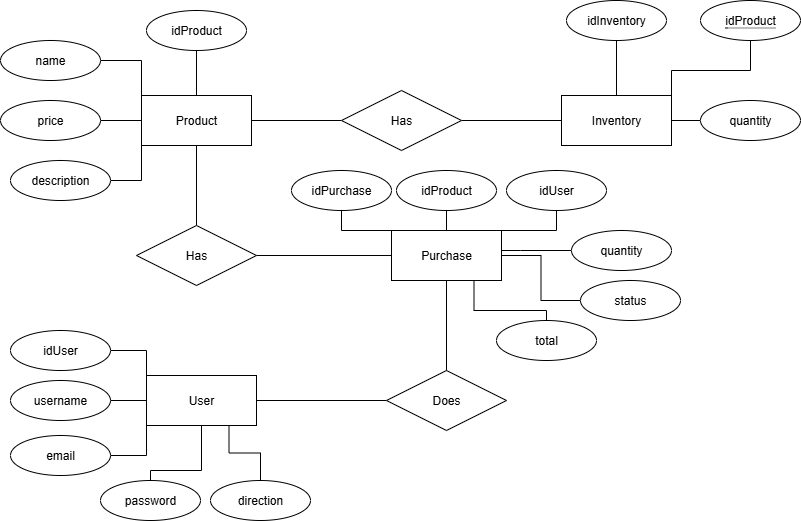 idProduct
idInventory
idProduct
name
price
Product
Has
Inventory
quantity
description
idPurchase
idProduct
idUser
Has
Purchase
quantity
status
total
idUser
username
User
Does
email
password
direction